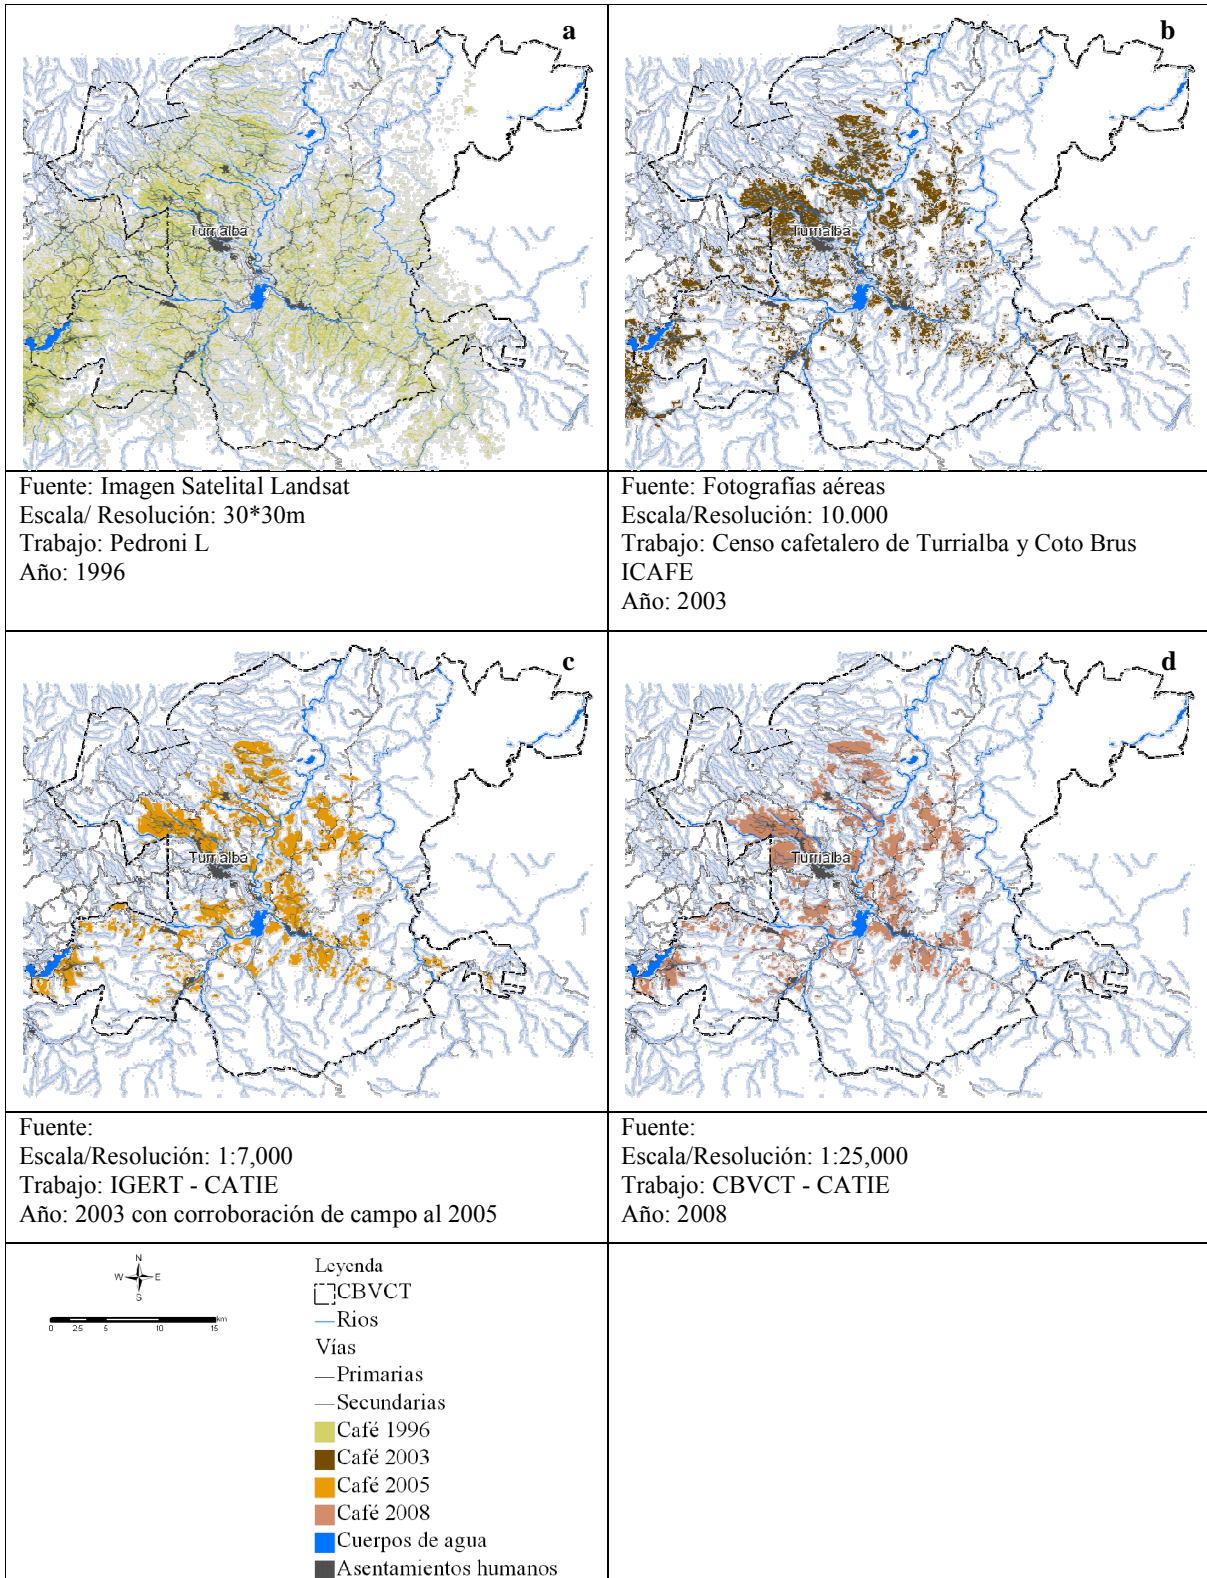 a
Turrialba
b
Turrialba
Fuente: Imagen Satelital Landsat
Escala/ Resolución: 30*30m
Trabajo: Pedroni L
Año: 1996
Fuente: Fotografías aéreas
Escala/Resolución: 10.000
Trabajo: Censo cafetalero de Turrialba y Coto Brus
ICAFE
Año: 2003
c
Turrialba
d
Turrialba
Fuente:
Escala/Resolución: 1:7,000
Trabajo: IGERT - CATIE
Año: 2003 con corroboración de campo al 2005
Fuente:
Escala/Resolución: 1:25,000
Trabajo: CBVCT - CATIE
Año: 2008
N
W E
S
km
0 2.5 5 10 15
Leyenda
CBVCT
Rios
Vías
Primarias
Secundarias
Café 1996
Café 2003
Café 2005
Café 2008
Cuerpos de agua
Asentamientos humanos